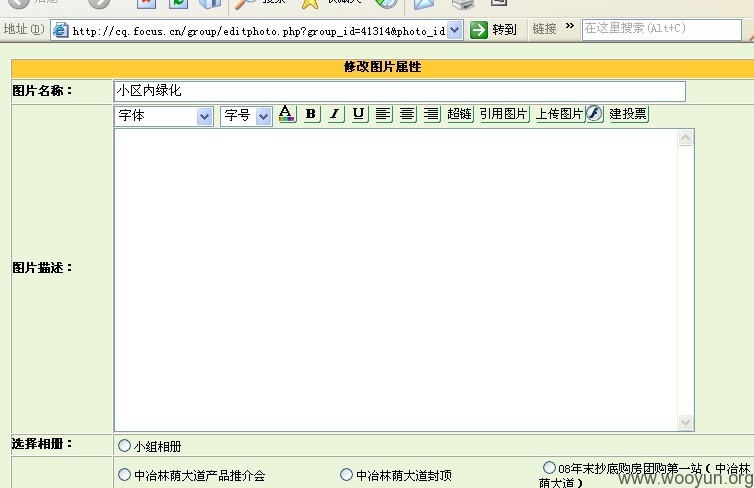 地址(D) http://cq.focus.cn/group/editphoto.php?group_id=41314&photo_id 转到 链接 » 在这里搜索(Alt+C)
修改图片属性
图片名称： 小区内绿化
字体 字号 A B I U 超链 引用图片 上传图片 建投票
图片描述：
选择相册： 小组相册
中冶林荫大道产品推介会 中冶林荫大道封顶 08年末抄底购房团购第一站（中冶林
荫大道）
www.wooyun.org